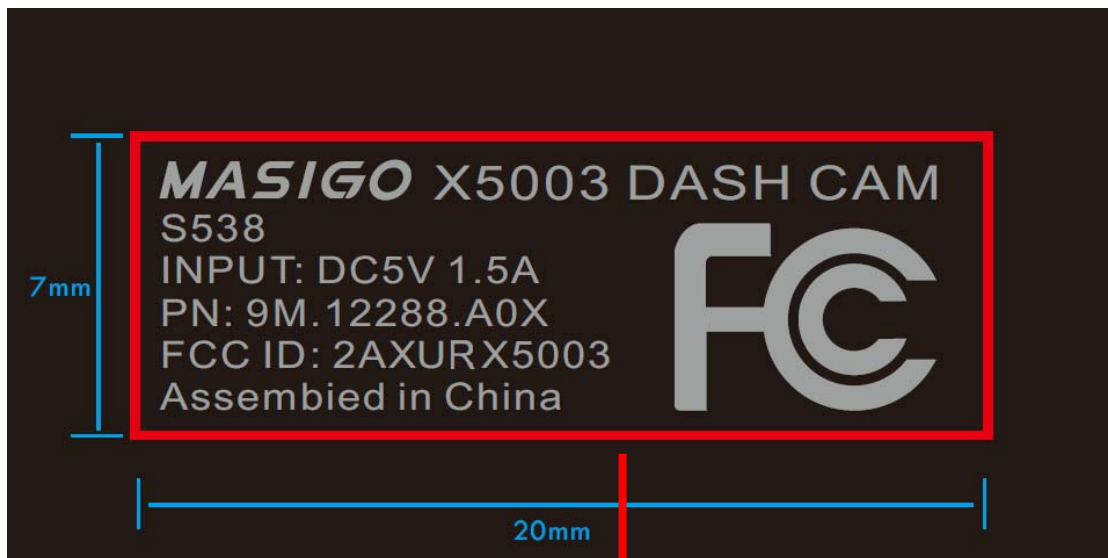 MASIGO X5003 DASH CAM
S538
INPUT: DC5V 1.5A
PN: 9M.12288.A0X
FCC ID: 2AXURX5003
Assembied in China
FC
7mm
20mm